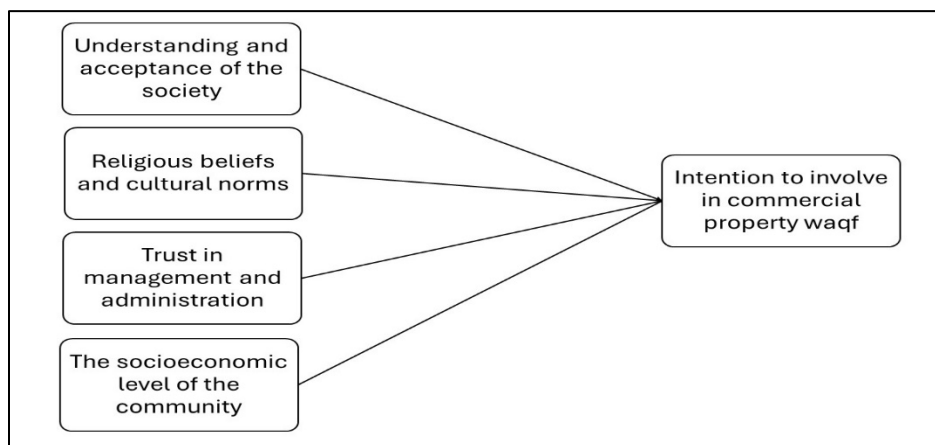 Understanding and
acceptance of the
society
Religious beliefs
and cultural norms
Trust in
management and
administration
The socioeconomic
level of the
community
Intention to involve
in commercial
property waqf